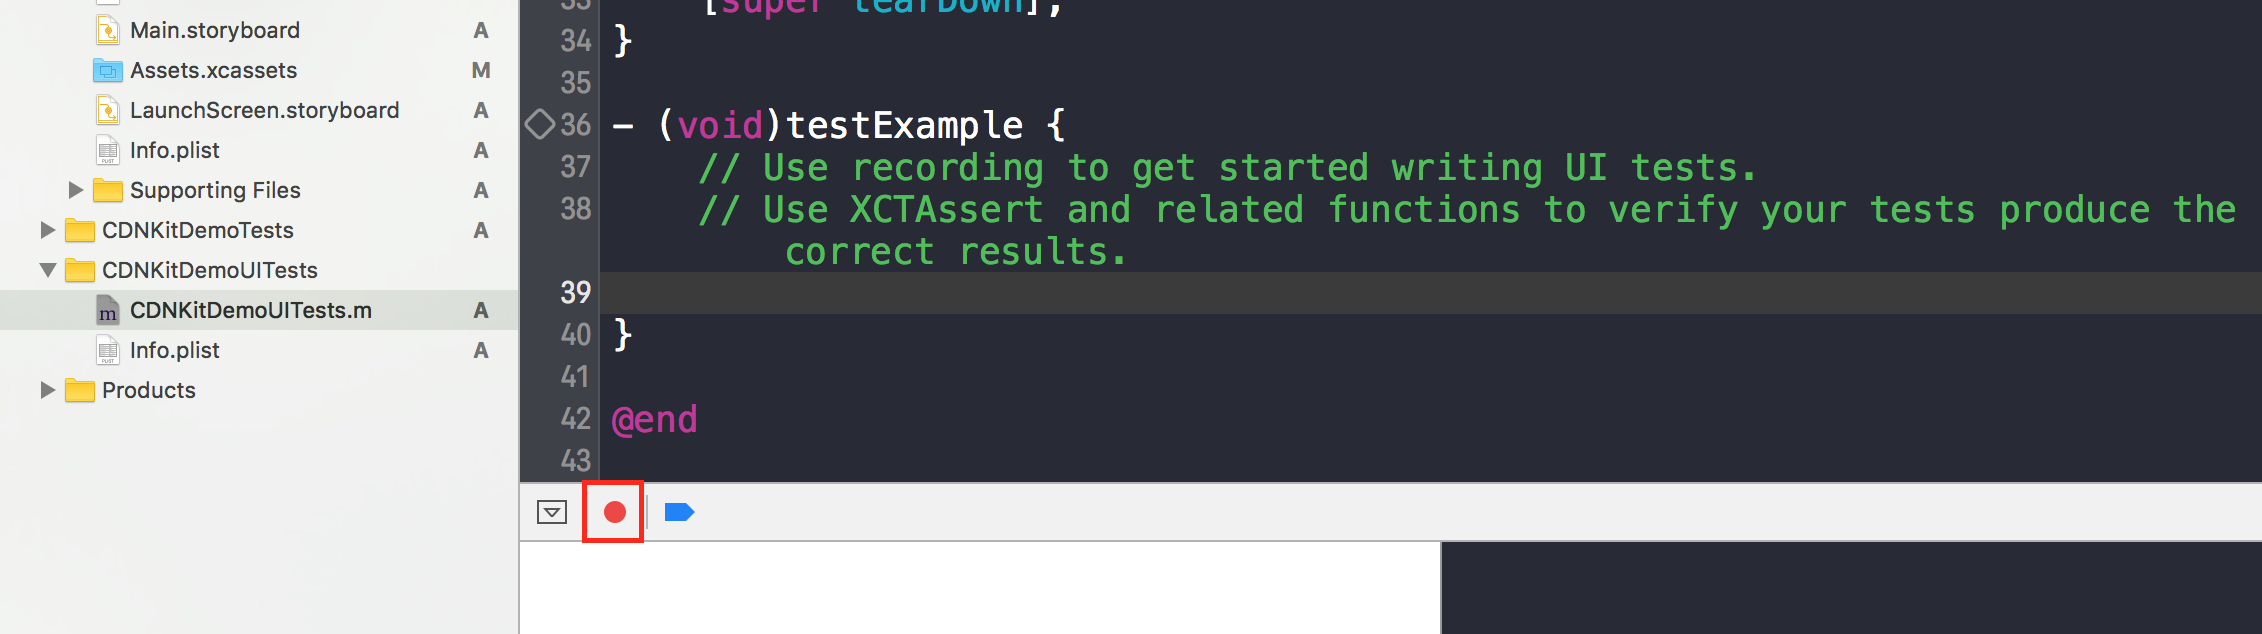 Main.storyboard A
Assets.xcassets M
LaunchScreen.storyboard A
Info.plist A
Supporting Files A
CDNKitDemoTests A
CDNKitDemoUITests
m CDNKitDemoUITests.m A
Info.plist A
Products
33 [super tearDown];
34 }
35
36 - (void)testExample {
37 // Use recording to get started writing UI tests.
38 // Use XCTAssert and related functions to verify your tests produce the
correct results.
39
40 }
41
42 @end
43